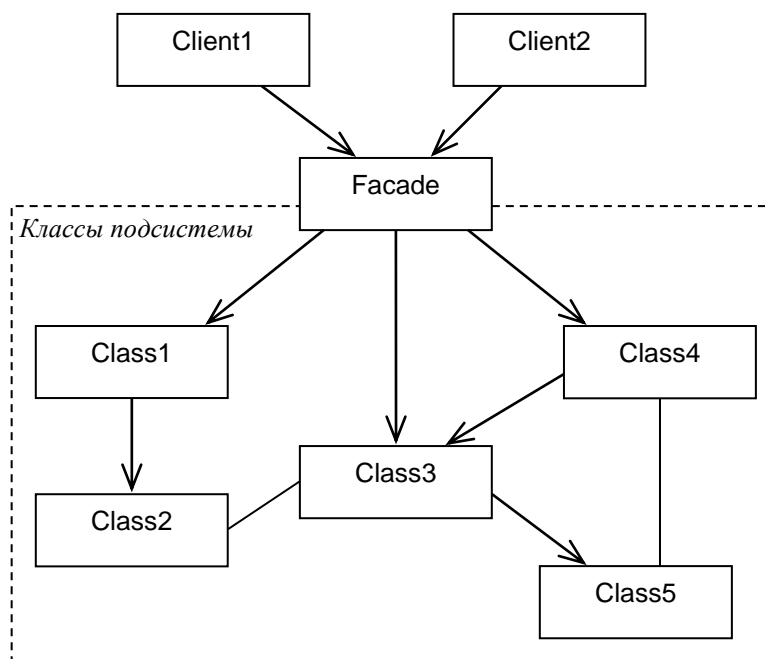 Client1
Client2
Facade
Классы подсистемы
Class1
Class4
Class3
Class2
Class5